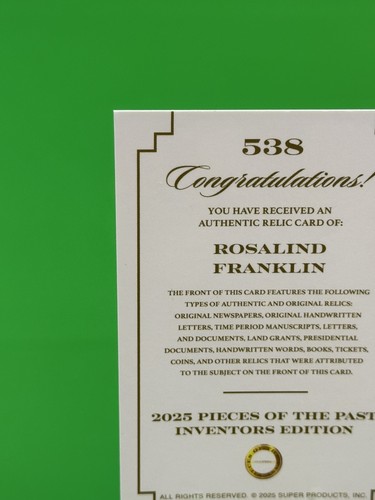 538
Congratulations!
YOU HAVE RECEIVED AN
AUTHENTIC RELIC CARD OF:
ROSALIND
FRANKLIN
THE FRONT OF THIS CARD FEATURES THE FOLLOWING
TYPES OF AUTHENTIC AND ORIGINAL RELICS:
ORIGINAL NEWSPAPERS, ORIGINAL HANDWRITTEN
LETTERS, TIME PERIOD MANUSCRIPTS, LETTERS,
AND DOCUMENTS, LAND GRANTS, PRESIDENTIAL
DOCUMENTS, HANDWRITTEN WORDS, BOOKS, TICKETS,
COINS, AND OTHER RELICS THAT WERE ATTRIBUTED
TO THE SUBJECT ON THE FRONT OF THIS CARD.
2025 PIECES OF THE PAST
INVENTORS EDITION
ALL RIGHTS RESERVED. © 2025 SUPER PRODUCTS, INC.